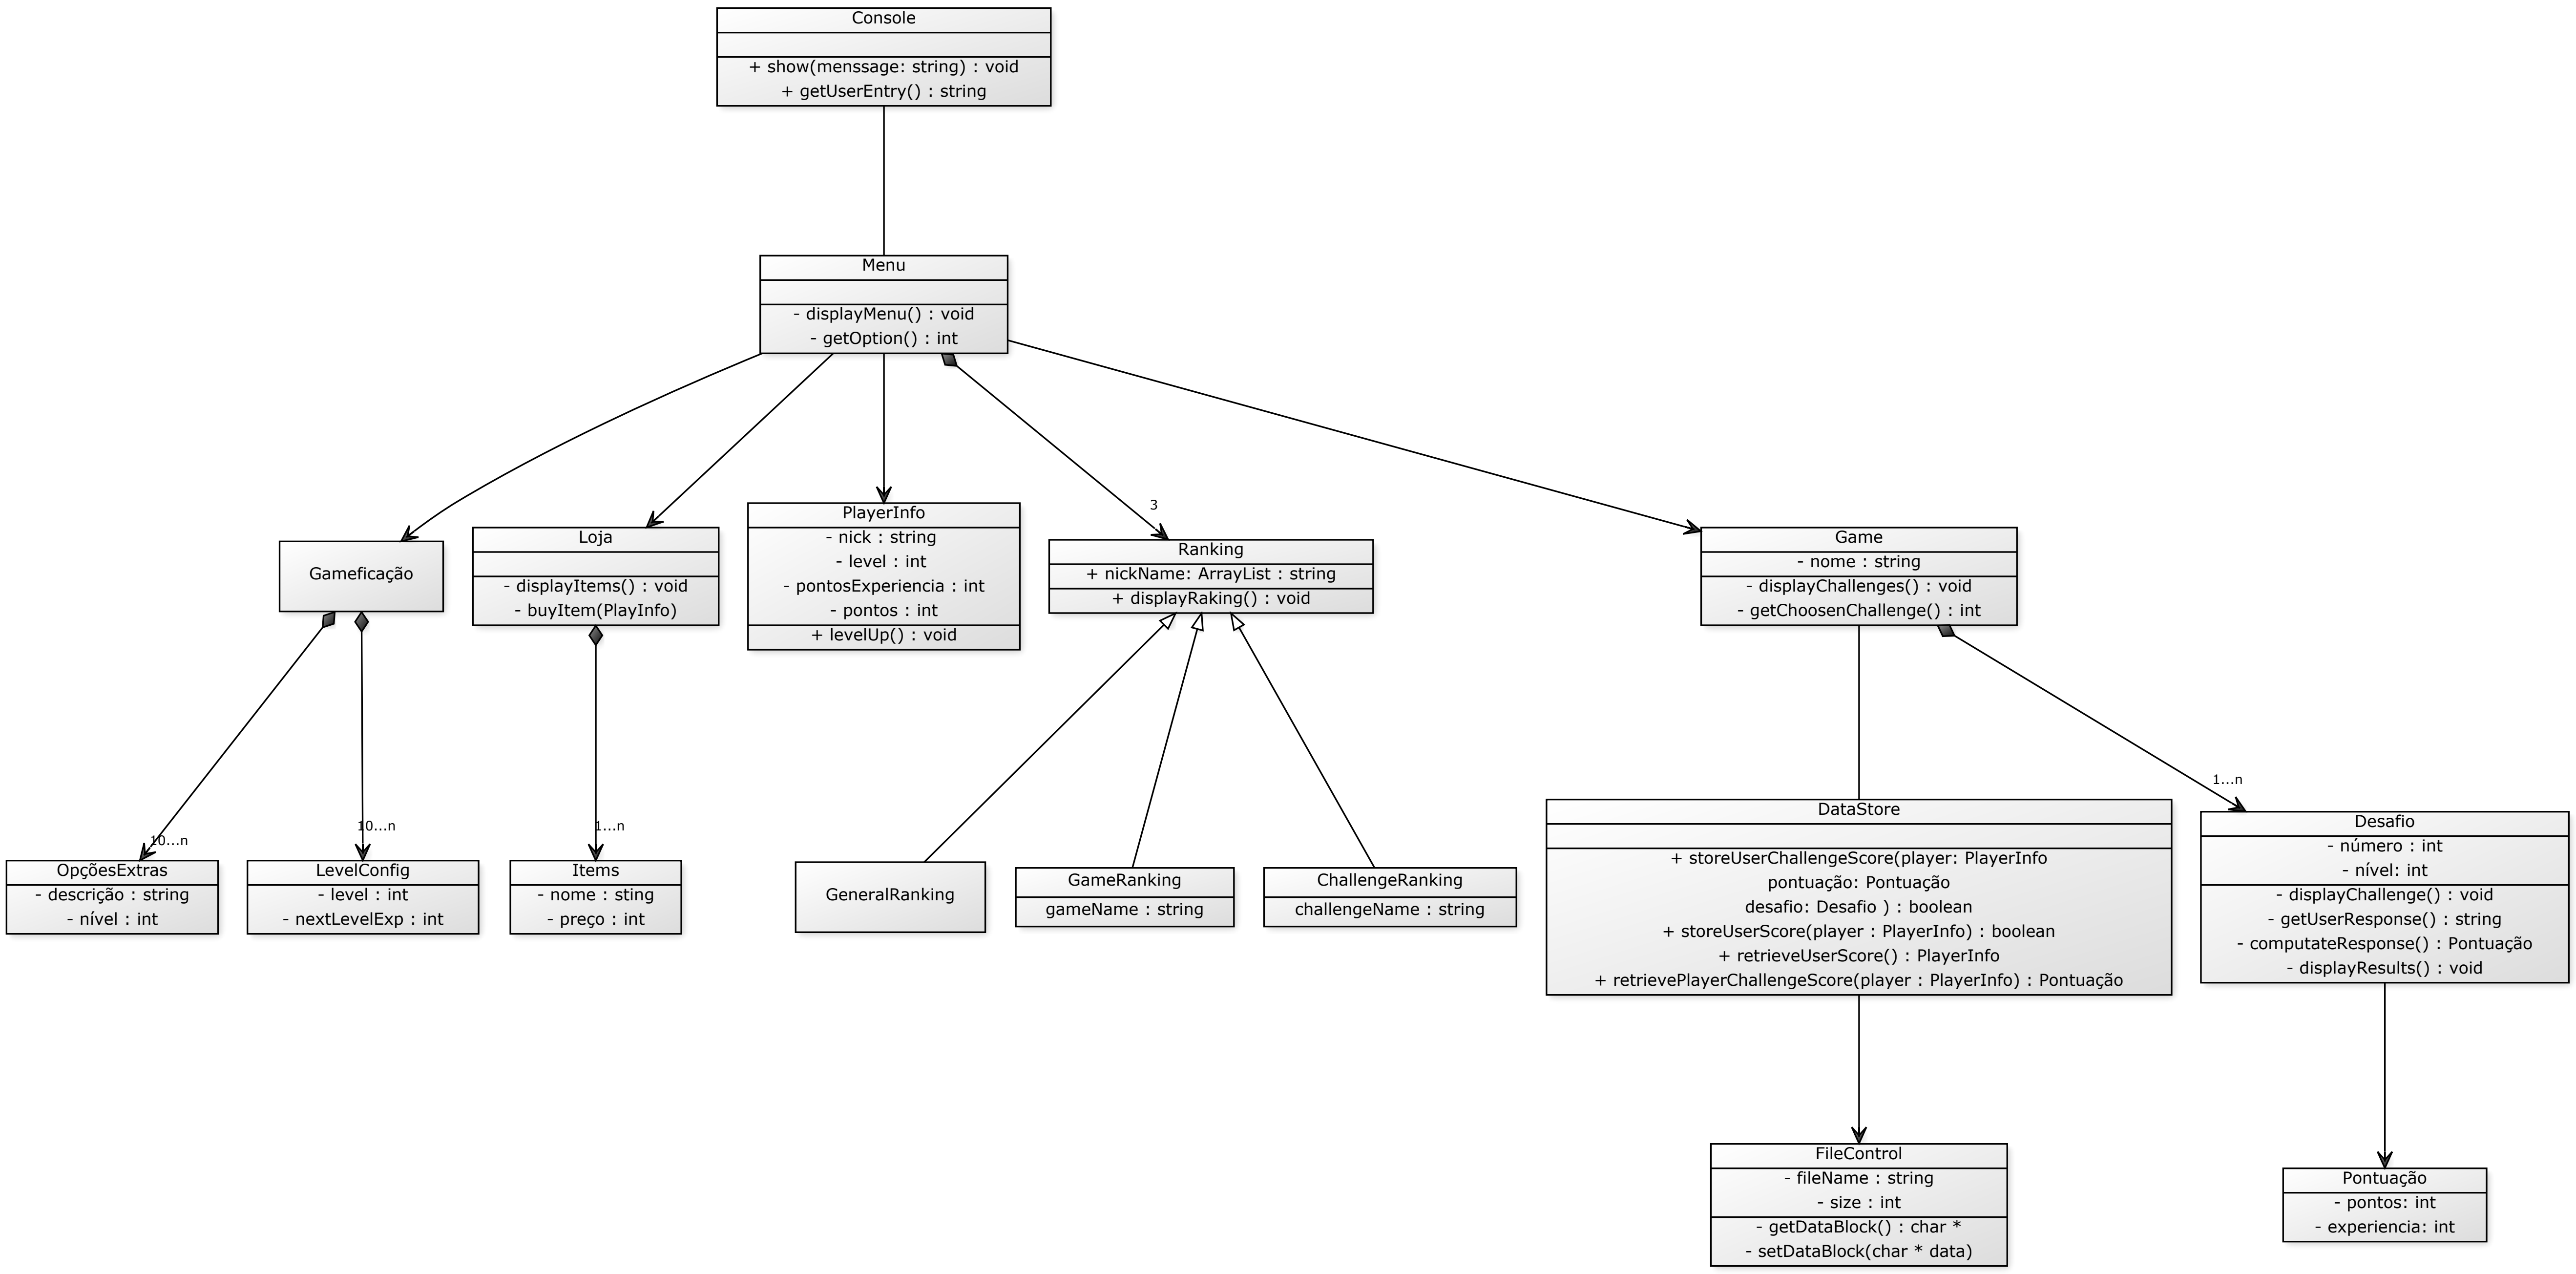 Console
+ show(menssage: string) : void
+ getUserEntry() : string
Menu
- displayMenu() : void
- getOption() : int
3
Gameficação
Loja
- displayItems() : void
- buyItem(PlayInfo)
PlayerInfo
- nick : string
- level : int
- pontosExperiencia : int
- pontos : int
+ levelUp() : void
Ranking
+ nickName: ArrayList : string
+ displayRaking() : void
Game
- nome : string
- displayChallenges() : void
- getChoosenChallenge() : int
10...n
10...n
1...n
1...n
OpçõesExtras
- descrição : string
- nível : int
LevelConfig
- level : int
- nextLevelExp : int
Items
- nome : sting
- preço : int
GeneralRanking
GameRanking
gameName : string
ChallengeRanking
challengeName : string
DataStore
+ storeUserChallengeScore(player: PlayerInfo
pontuação: Pontuação
desafio: Desafio ) : boolean
+ storeUserScore(player : PlayerInfo) : boolean
+ retrieveUserScore() : PlayerInfo
+ retrievePlayerChallengeScore(player : PlayerInfo) : Pontuação
Desafio
- número : int
- nível: int
- displayChallenge() : void
- getUserResponse() : string
- computateResponse() : Pontuação
- displayResults() : void
FileControl
- fileName : string
- size : int
- getDataBlock() : char *
- setDataBlock(char * data)
Pontuação
- pontos: int
- experiencia: int